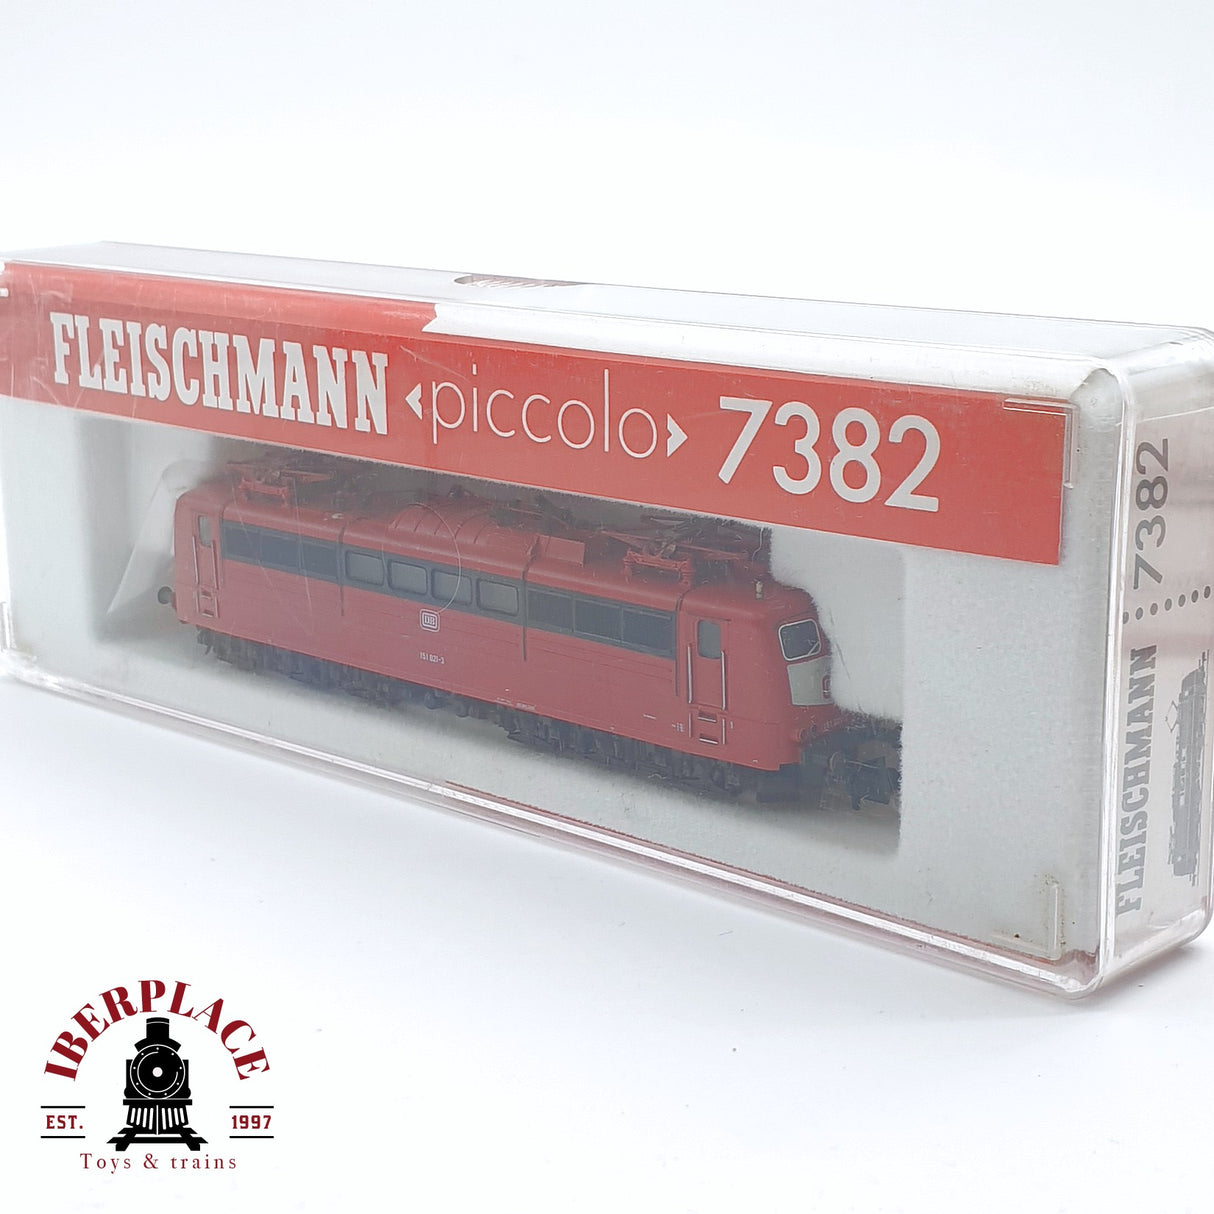 FLEISCHMANN <piccolo> 7382
DB
151 021-3
FLEISCHMANN 7382
IBERPLACE
EST. 1997
Toys & trains